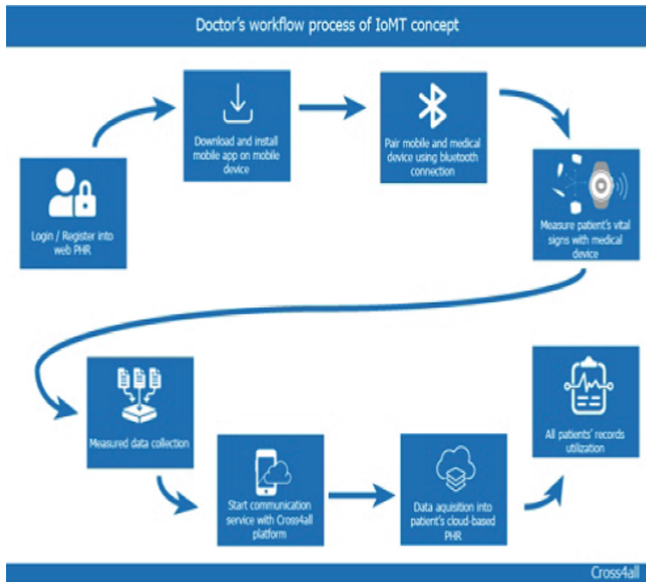 Doctor's workflow process of IoMT concept
Login / Register into
web PHR
Download and install
mobile app on mobile
device
Pair mobile and medical
device using bluetooth
connection
Measure patient's vital
signs with medical
device
Measured data collection
Start communication
service with Cross4all
platform
Data aquisition into
patient's cloud-based
PHR
All patients' records
utilization
Cross4all